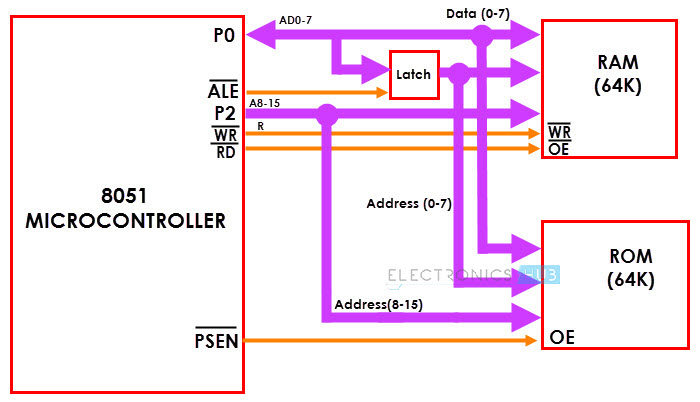 P0
AD0-7
Data (0-7)
RAM
(64K)
Latch
ALE
P2
A8-15
WR
R
RD
WR
OE
8051
MICROCONTROLLER
Address (0-7)
ROM
(64K)
ELECTRONICS HUB
Address(8-15)
PSEN
OE